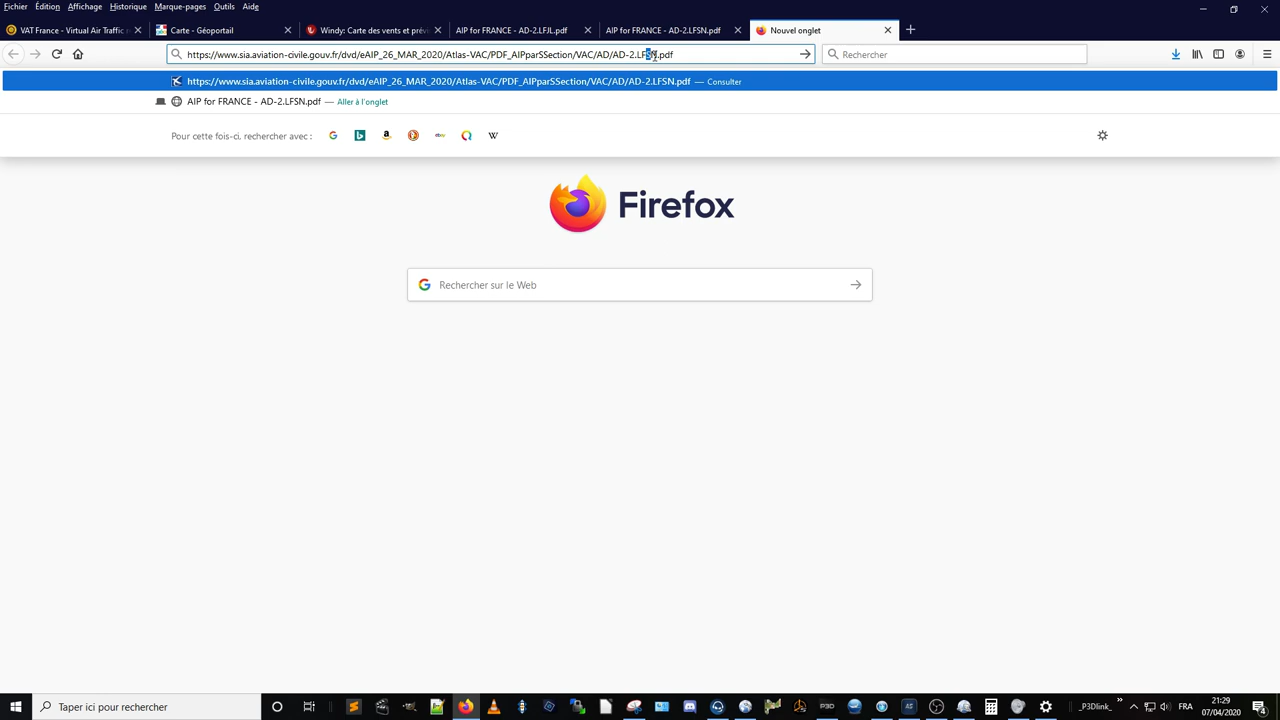 Fichier Édition Affichage Historique Marque-pages Outils Aide
VAT France - Virtual Air Traffic
Carte - Géoportail
Windy: Carte des vents et prévi
AIP for FRANCE - AD-2.LFJL.pdf
AIP for FRANCE - AD-2.LFSN.pdf
Nouvel onglet
https://www.sia.aviation-civile.gouv.fr/dvd/eAIP_26_MAR_2020/Atlas-VAC/PDF_AIPparSSection/VAC/AD/AD-2.LFSN.pdf
Rechercher
https://www.sia.aviation-civile.gouv.fr/dvd/eAIP_26_MAR_2020/Atlas-VAC/PDF_AIPparSSection/VAC/AD/AD-2.LFSN.pdf — Consulter
AIP for FRANCE - AD-2.LFSN.pdf — Aller à l'onglet
Pour cette fois-ci, rechercher avec :
Firefox
Rechercher sur le Web
Taper ici pour rechercher
_P3Dlink_
FRA
21:29
07/04/2020